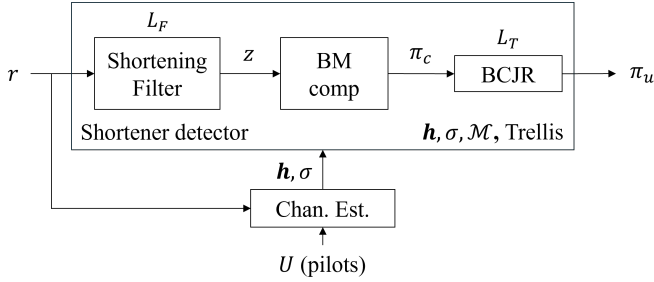 L_F
L_T
r
Shortening
Filter
z
BM
comp
π_c
BCJR
π_u
Shortener detector
h, σ, ℳ, Trellis
h, σ
Chan. Est.
U (pilots)